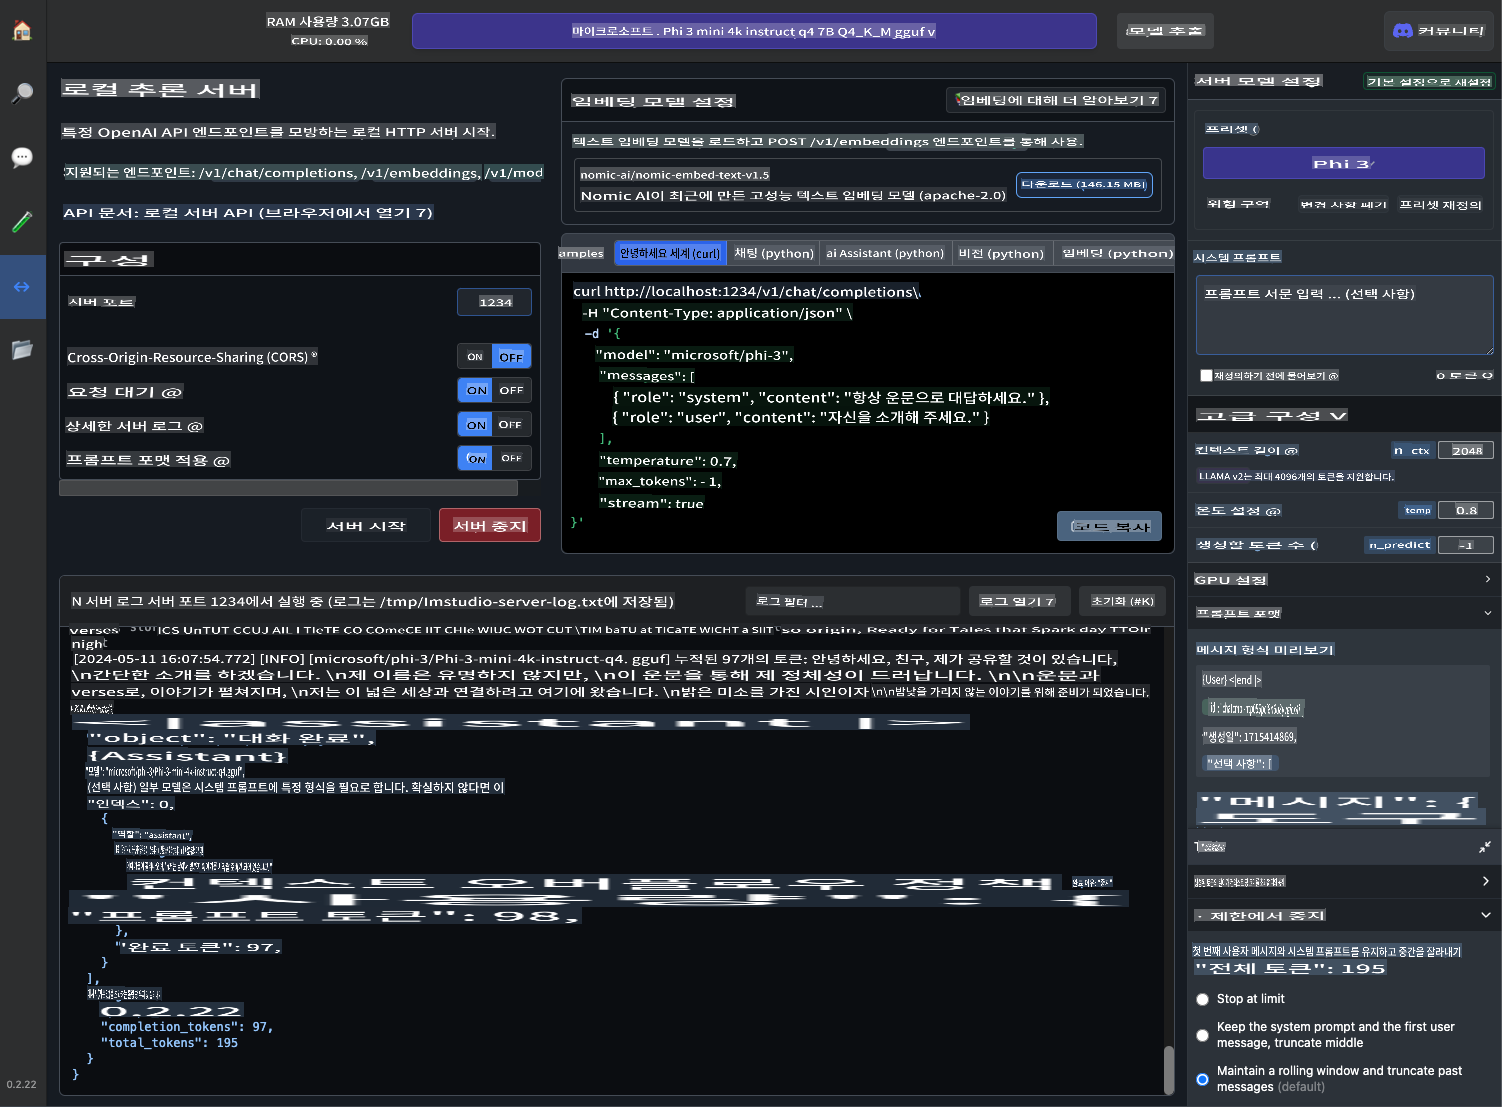 RAM 사용량 3.07GB
CPU: 0.00 %
마이크로소프트 . Phi 3 mini 4k instruct q4 7B Q4_K_M gguf v
모델 추출
커뮤니티
로컬 추론 서버
특정 OpenAI API 엔드포인트를 모방하는 로컬 HTTP 서버 시작.
지원되는 엔드포인트: /v1/chat/completions, /v1/embeddings, /v1/mod
API 문서: 로컬 서버 API (브라우저에서 열기 7)
구성
서버 포트
1234
Cross-Origin-Resource-Sharing (CORS)
ON OFF
요청 대기 @
ON OFF
상세한 서버 로그 @
ON OFF
프롬프트 포맷 적용 @
ON OFF
서버 시작
서버 중지
임베딩 모델 설정
임베딩에 대해 더 알아보기 7
텍스트 임베딩 모델을 로드하고 POST /v1/embeddings 엔드포인트를 통해 사용.
nomic-ai/nomic-embed-text-v1.5
Nomic AI이 최근에 만든 고성능 텍스트 임베딩 모델 (apache-2.0)
다운로드 (146.15 MB)
amples
안녕하세요 세계 (curl)
채팅 (python)
ai Assistant (python)
비전 (python)
임베딩 (python)
curl http://localhost:1234/v1/chat/completions\
-H "Content-Type: application/json" \
-d '{
"model": "microsoft/phi-3",
"messages": [
{ "role": "system", "content": "항상 운문으로 대답하세요." },
{ "role": "user", "content": "자신을 소개해 주세요." }
],
"temperature": 0.7,
"max_tokens": - 1,
"stream": true
}'
코드 복사
N 서버 로그 서버 포트 1234에서 실행 중 (로그는 /tmp/lmstudio-server-log.txt에 저장됨)
로그 필터 ...
로그 열기 7
초기화 (#K)
verses
so origin, Ready for Tales that Spark day
night
[2024-05-11 16:07:54.772] [INFO] [microsoft/phi-3/Phi-3-mini-4k-instruct-q4. gguf] 누적된 97개의 토큰: 안녕하세요, 친구, 제가 공유할 것이 있습니다,
\n간단한 소개를 하겠습니다. \n제 이름은 유명하지 않지만, \n이 운문을 통해 제 정체성이 드러납니다. \n\n운문과
verses로, 이야기가 펼쳐지며, \n저는 이 넓은 세상과 연결하려고 여기에 왔습니다. \n밝은 미소를 가진 시인이자 \n\n밤낮을 가리지 않는 이야기를 위해 준비가 되었습니다,
<|assistant|>
"object": "대화 완료",
{Assistant}
"모델": "microsoft/phi-3/Phi-3-mini-4k-instruct-q4.gguf",
(선택 사항) 일부 모델은 시스템 프롬프트에 특정 형식을 필요로 합니다. 확실하지 않다면 이
"인덱스": 0,
{
"역할": "assistant",
컨텍스트 오버플로우 정책
"사용량": {
"프롬프트 토큰": 98,
},
"완료 토큰": 97,
}
],
0.2.22
"completion_tokens": 97,
"total_tokens": 195
}
}
서버 모델 설정
기본 설정으로 재설정
프리셋 (
Phi 3
위험 구역
변경 사항 폐기
프리셋 재정의
시스템 프롬프트
프롬프트 서문 입력 ... (선택 사항)
재정의하기 전에 물어보기 @
0 토큰 수
고급 구성 V
컨텍스트 길이 @
n_ctx
2048
LLAMA v2는 최대 4096개의 토큰을 지원합니다.
온도 설정 @
temp
0.8
생성할 토큰 수 (
n_predict
-1
GPU 설정
프롬프트 포맷
메시지 형식 미리보기
{User} <|end |>
"생성일": 1715414869,
"선택 사항": [
"메시지": {
도구
· 제한에서 중지
첫 번째 사용자 메시지와 시스템 프롬프트를 유지하고 중간을 잘라내기
"전체 토큰": 195
Stop at limit
Keep the system prompt and the first user
message, truncate middle
Maintain a rolling window and truncate past
messages (default)
0.2.22